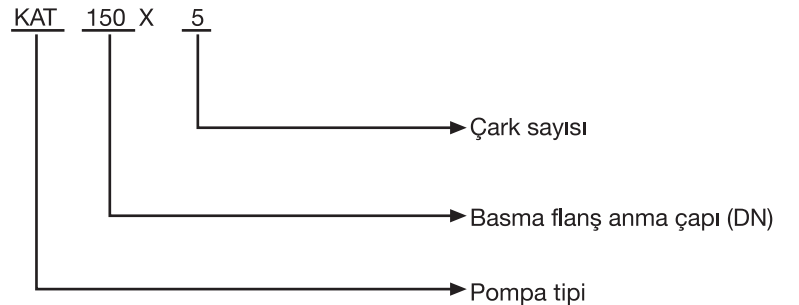 KAT 150 X 5
Çark sayısı
Basma flanş anma çapı (DN)
Pompa tipi